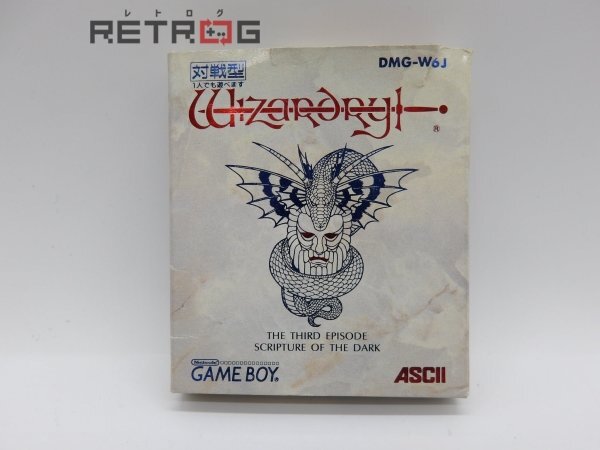 レトログ
RETROG
対戦型
DMG-W6J
1人でも遊べます
Wizardry
®
THE THIRD EPISODE
SCRIPTURE OF THE DARK
Nintendo
GAME BOY®
ASCII